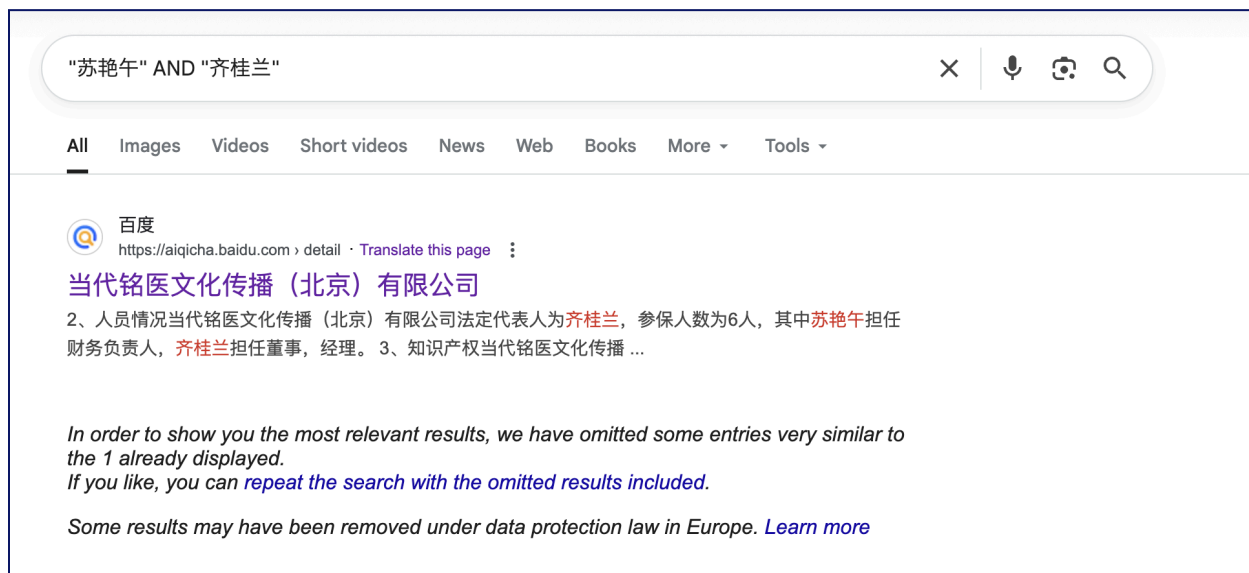 "苏艳午" AND "齐桂兰"
All Images Videos Short videos News Web Books More Tools
百度
https://aiqicha.baidu.com › detail · Translate this page
当代铭医文化传播（北京）有限公司
2、人员情况当代铭医文化传播（北京）有限公司法定代表人为齐桂兰，参保人数为6人，其中苏艳午担任
财务负责人，齐桂兰担任董事，经理。 3、知识产权当代铭医文化传播 ...
In order to show you the most relevant results, we have omitted some entries very similar to
the 1 already displayed.
If you like, you can repeat the search with the omitted results included.
Some results may have been removed under data protection law in Europe. Learn more